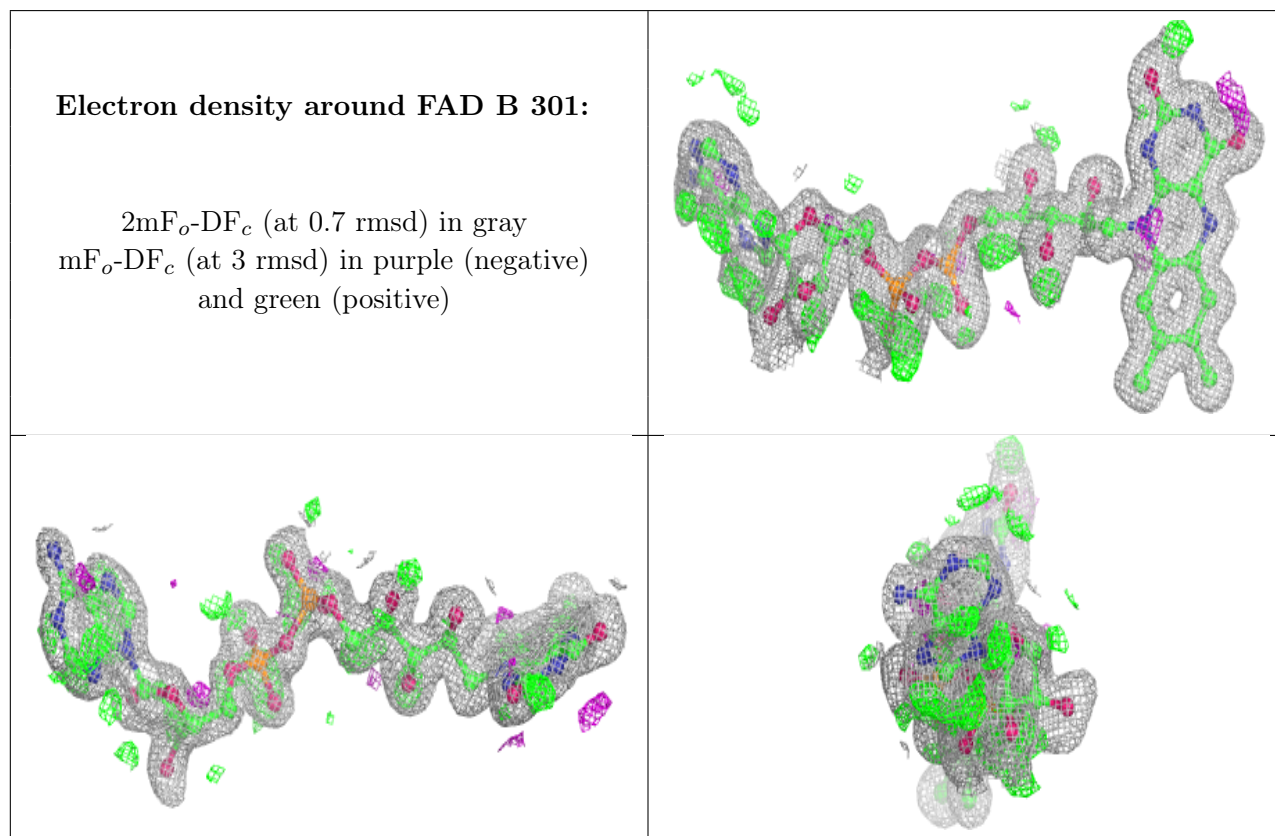 Electron density around FAD B 301:
2mFo-DFc (at 0.7 rmsd) in gray
mFo-DFc (at 3 rmsd) in purple (negative)
and green (positive)